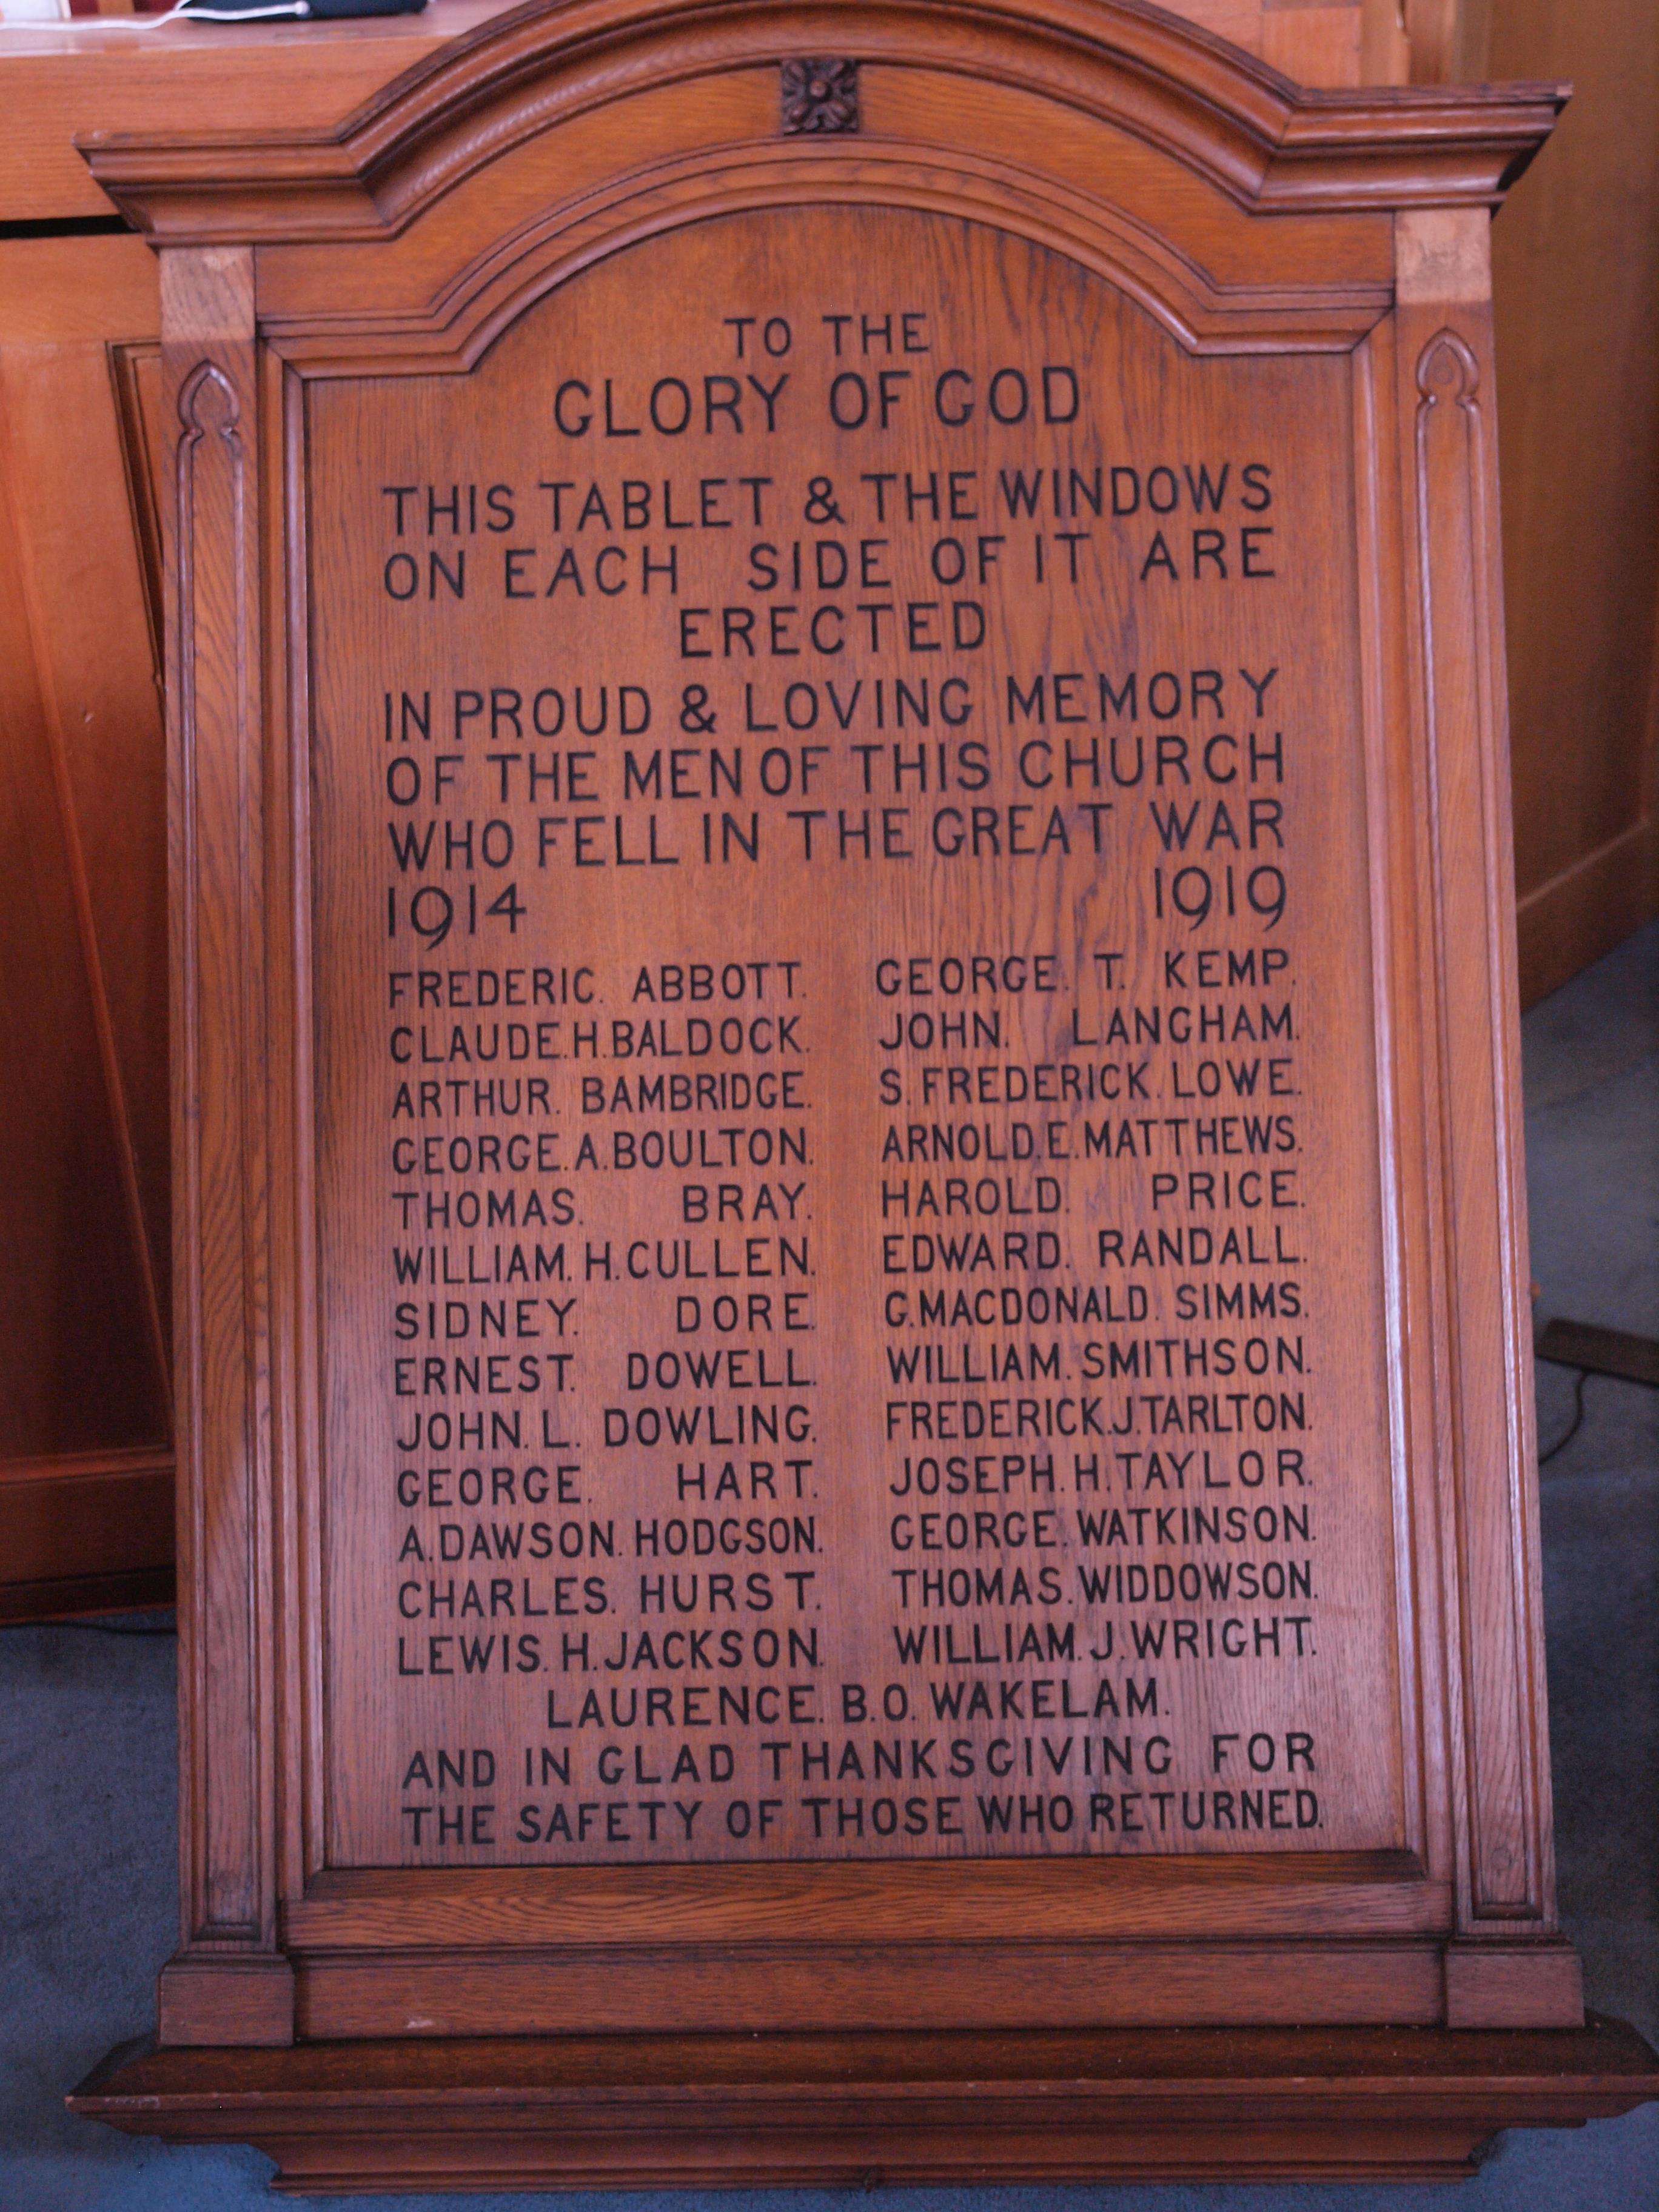 TO THE
GLORY OF GOD
THIS TABLET & THE WINDOWS
ON EACH SIDE OF IT ARE
ERECTED
IN PROUD & LOVING MEMORY
OF THE MEN OF THIS CHURCH
WHO FELL IN THE GREAT WAR
1914 1919
FREDERIC. ABBOTT. GEORGE. T. KEMP.
CLAUDE.H.BALDOCK. JOHN. LANGHAM.
ARTHUR. BAMBRIDGE. S. FREDERICK. LOWE.
GEORGE.A.BOULTON. ARNOLD.E.MATTHEWS.
THOMAS. BRAY. HAROLD. PRICE.
WILLIAM. H.CULLEN. EDWARD. RANDALL.
SIDNEY. DORE. G.MACDONALD. SIMMS.
ERNEST. DOWELL. WILLIAM. SMITHSON.
JOHN. L. DOWLING. FREDERICK.J.TARLTON.
GEORGE. HART. JOSEPH.H.TAYLOR.
A.DAWSON. HODGSON. GEORGE. WATKINSON.
CHARLES. HURST. THOMAS. WIDDOWSON.
LEWIS. H.JACKSON. WILLIAM. J. WRIGHT.
LAURENCE. B.O. WAKELAM.
AND IN GLAD THANKSGIVING FOR
THE SAFETY OF THOSE WHO RETURNED.